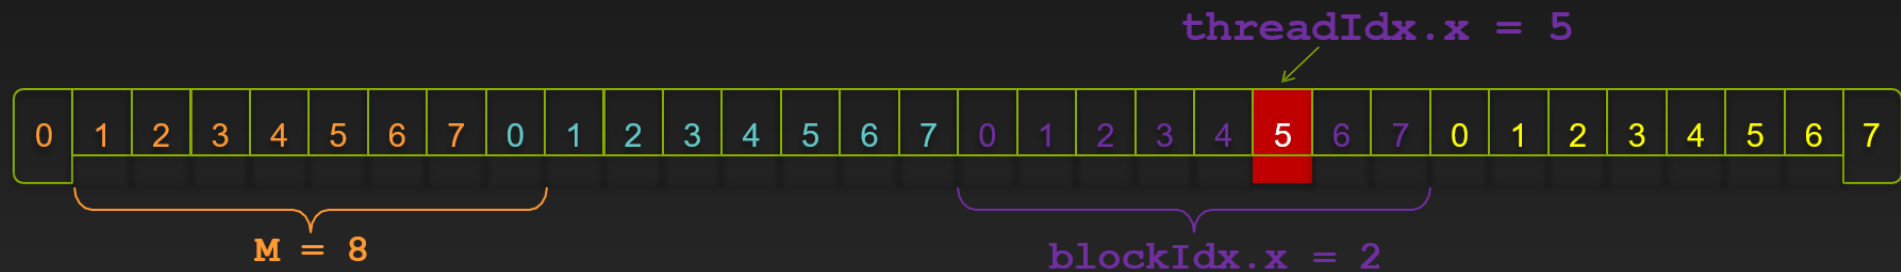 threadIdx.x = 5
0 1 2 3 4 5 6 7 0 1 2 3 4 5 6 7 0 1 2 3 4 5 6 7 0 1 2 3 4 5 6 7
M = 8
blockIdx.x = 2